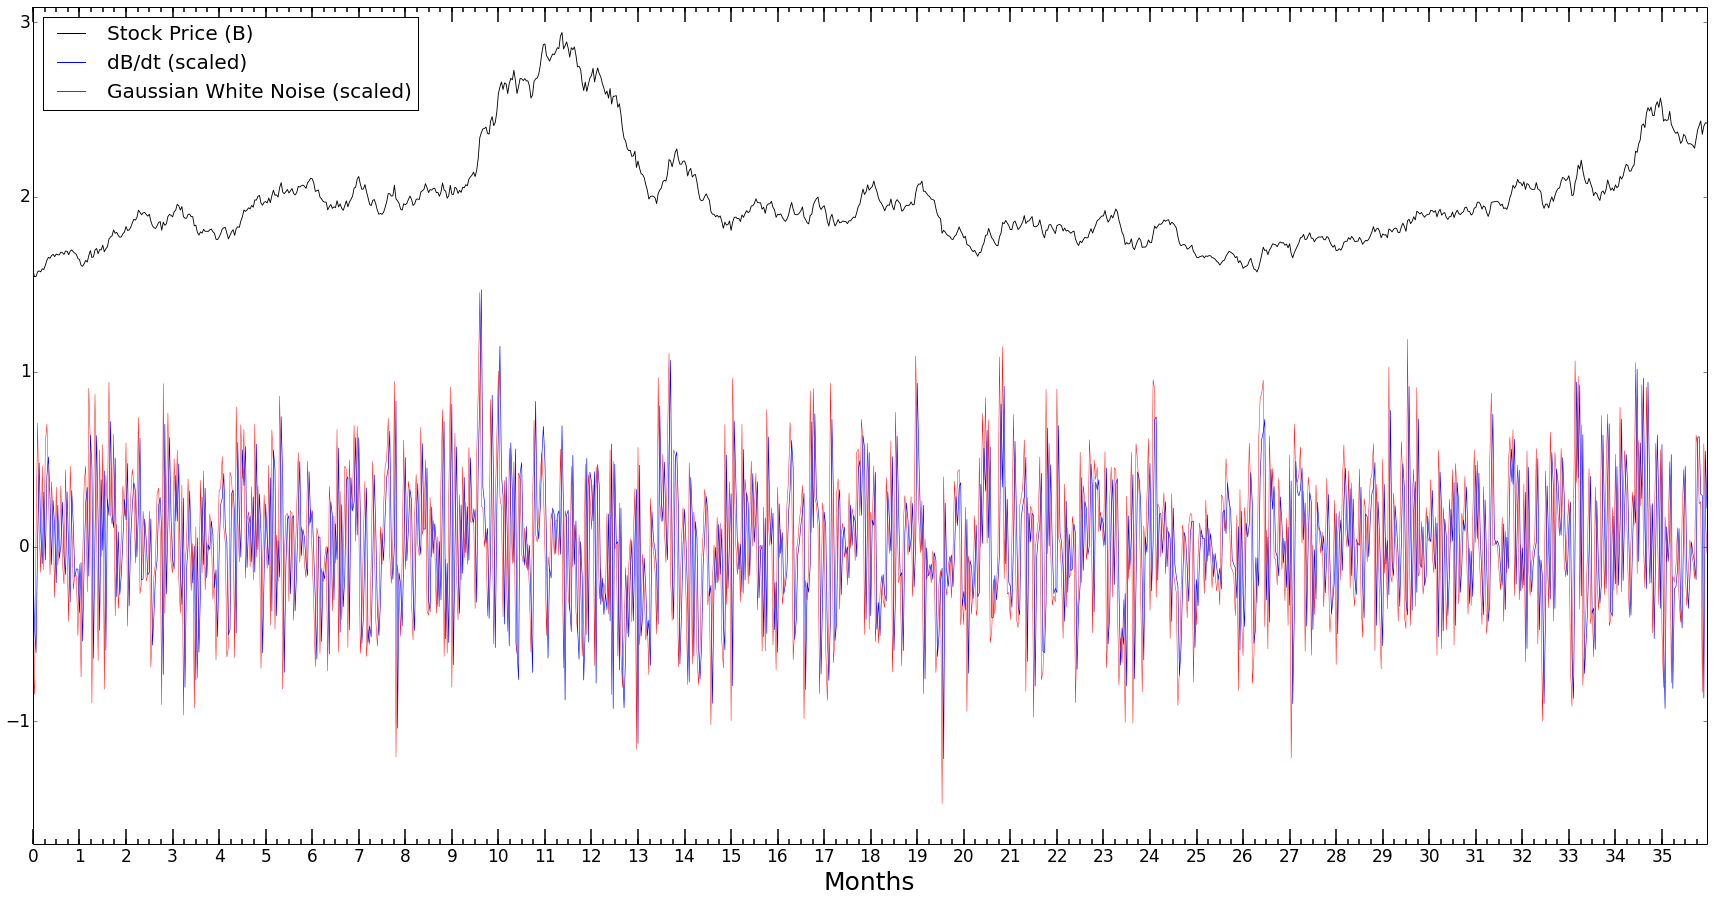 Stock Price (B)
dB/dt (scaled)
Gaussian White Noise (scaled)
3
2
1
0
−1
0 1 2 3 4 5 6 7 8 9 10 11 12 13 14 15 16 17 18 19 20 21 22 23 24 25 26 27 28 29 30 31 32 33 34 35
Months